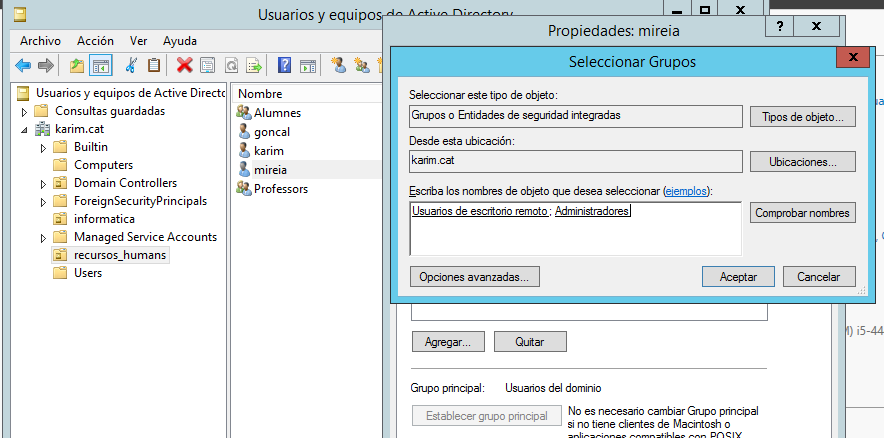 Usuarios y equipos de Active Directory
Archivo Acción Ver Ayuda
Usuarios y equipos de Active Directo
Consultas guardadas
karim.cat
Builtin
Computers
Domain Controllers
ForeignSecurityPrincipals
informatica
Managed Service Accounts
recursos_humans
Users
Nombre
Alumnes
goncal
karim
mireia
Professors
Propiedades: mireia
? X
Seleccionar Grupos
Seleccionar este tipo de objeto:
Grupos o Entidades de seguridad integradas
Tipos de objeto...
Desde esta ubicación:
karim.cat
Ubicaciones...
Escriba los nombres de objeto que desea seleccionar (ejemplos):
Usuarios de escritorio remoto; Administradores
Comprobar nombres
Opciones avanzadas...
Aceptar
Cancelar
Agregar...
Quitar
Grupo principal: Usuarios del dominio
Establecer grupo principal
No es necesario cambiar Grupo principal
si no tiene clientes de Macintosh o
aplicaciones compatibles con POSIX
M) i5-44